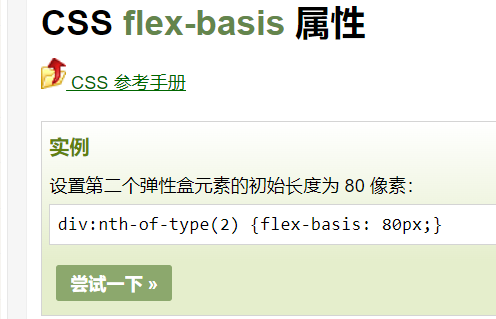 CSS flex-basis 属性
CSS 参考手册
实例
设置第二个弹性盒元素的初始长度为 80 像素：
div:nth-of-type(2) {flex-basis: 80px;}
尝试一下 »